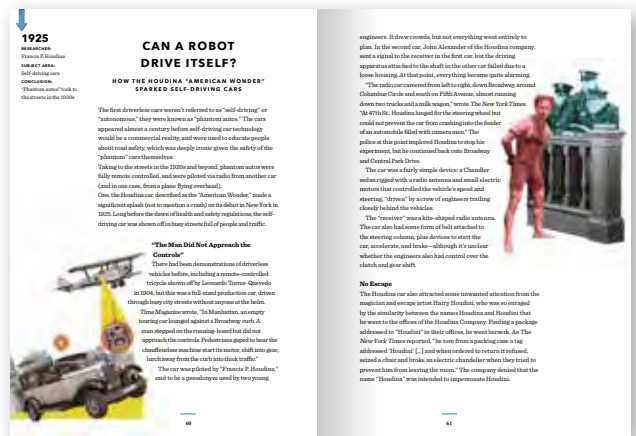 1925
RESEARCHER:
Francis P. Houdina
SUBJECT AREA:
Self-driving cars
CONCLUSION:
"Phantom autos" took to
the streets in the 1920s
CAN A ROBOT
DRIVE ITSELF?
HOW THE HOUDINA "AMERICAN WONDER"
SPARKED SELF-DRIVING CARS
The first driverless cars weren't referred to as "self-driving" or
"autonomous," they were known as "phantom autos." The cars
appeared almost a century before self-driving car technology
would be a commercial reality, and were used to educate people
about road safety, which was deeply ironic given the safety of the
"phantom" cars themselves.
Taking to the streets in the 1920s and beyond, phantom autos were
fully remote controlled, and were piloted via radio from another car
(and in one case, from a plane flying overhead).
One, the Houdina car, described as the "American Wonder," made a
significant splash (not to mention a crash) on its debut in New York in
1925. Long before the dawn of health and safety regulations, the self-
driving car was shown off in busy streets full of people and traffic.
"The Man Did Not Approach the
Controls"
There had been demonstrations of driverless
vehicles before, including a remote-controlled
tricycle shown off by Leonardo Torres-Quevedo
in 1904, but this was a full-sized production car, driven
through busy city streets without anyone at the helm.
Time Magazine wrote, "In Manhattan, an empty
touring car lounged against a Broadway curb. A
man stepped on the running-board but did not
approach the controls. Pedestrians gaped to hear the
chauffeurless machine start its motor, shift into gear,
lurch away from the curb into thick traffic."
The car was piloted by "Francis P. Houdina,"
said to be a pseudonym used by two young
60
engineers. It drew crowds, but not everything went entirely to
plan. In the second car, John Alexander of the Houdina company,
sent a signal to the receiver in the first car, but the driving
apparatus attached to the shaft in the other car failed due to a
loose housing. At that point, everything became quite alarming.
"The radio car careered from left to right, down Broadway, around
Columbus Circle and south on Fifth Avenue, almost running
down two trucks and a milk wagon," wrote The New York Times.
"At 47th St., Houdina lunged for the steering wheel but
could not prevent the car from crashing into the fender
of an automobile filled with camera men." The
police at this point implored Houdina to stop his
experiment, but he continued back onto Broadway
and Central Park Drive.
The car was a fairly simple device: a Chandler
sedan rigged with a radio antenna and small electric
motors that controlled the vehicle's speed and
steering, "driven" by a crew of engineers trailing
closely behind the vehicles.
The "receiver" was a kite-shaped radio antenna.
The car also had some form of belt attached to
the steering column, plus devices to start the
car, accelerate, and brake—although it's unclear
whether the engineers also had control over the
clutch and gear shift.
No Escape
The Houdina car also attracted some unwanted attention from the
magician and escape artist Harry Houdini, who was so enraged
by the similarity between the names Houdina and Houdini that
he went to the offices of the Houdina Company. Finding a package
addressed to "Houdini" in their offices, he went berserk. As The
New York Times reported, "he tore from a packing case a tag
addressed 'Houdini' [...] and when ordered to return it refused,
seized a chair and broke an electric chandelier when they tried to
prevent him from leaving the room." The company denied that the
name "Houdina" was intended to impersonate Houdini.
61